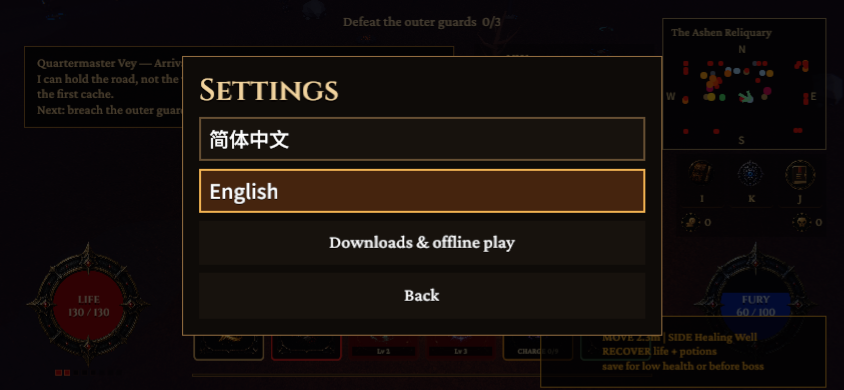 Defeat the outer guards 0/3
The Ashen Reliquary
N
W
E
S
Quartermaster Vey — Arriv
I can hold the road, not the
the first cache.
Next: breach the outer guar
SETTINGS
简体中文
English
Downloads & offline play
Back
I
K
J
0
0
LIFE
130 / 130
FURY
60 / 100
Lv 2
Lv 3
MOVE 2.3m | SIDE Healing Well
RECOVER life + potions
save for low health or before boss